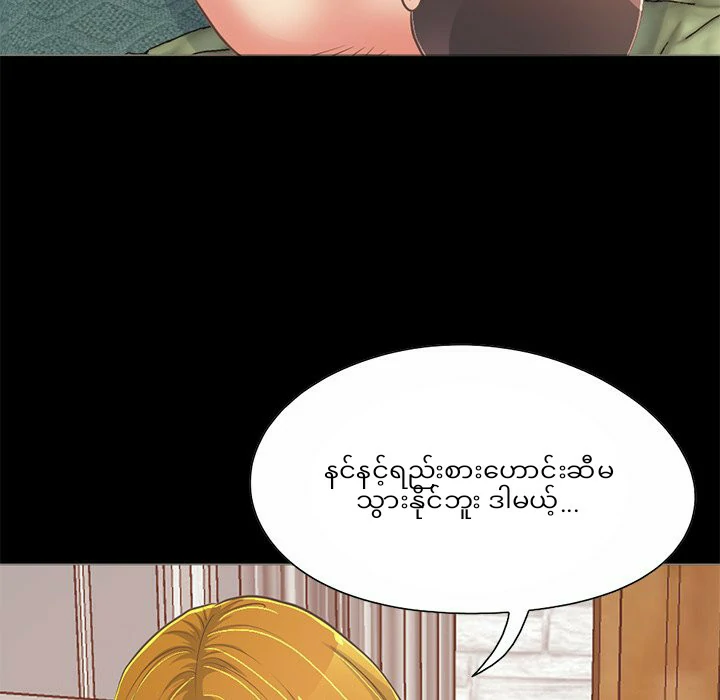 နင်နင့်ရည်းစားဟောင်းဆီမ
သွားနိုင်ဘူး ဒါမယ့်...